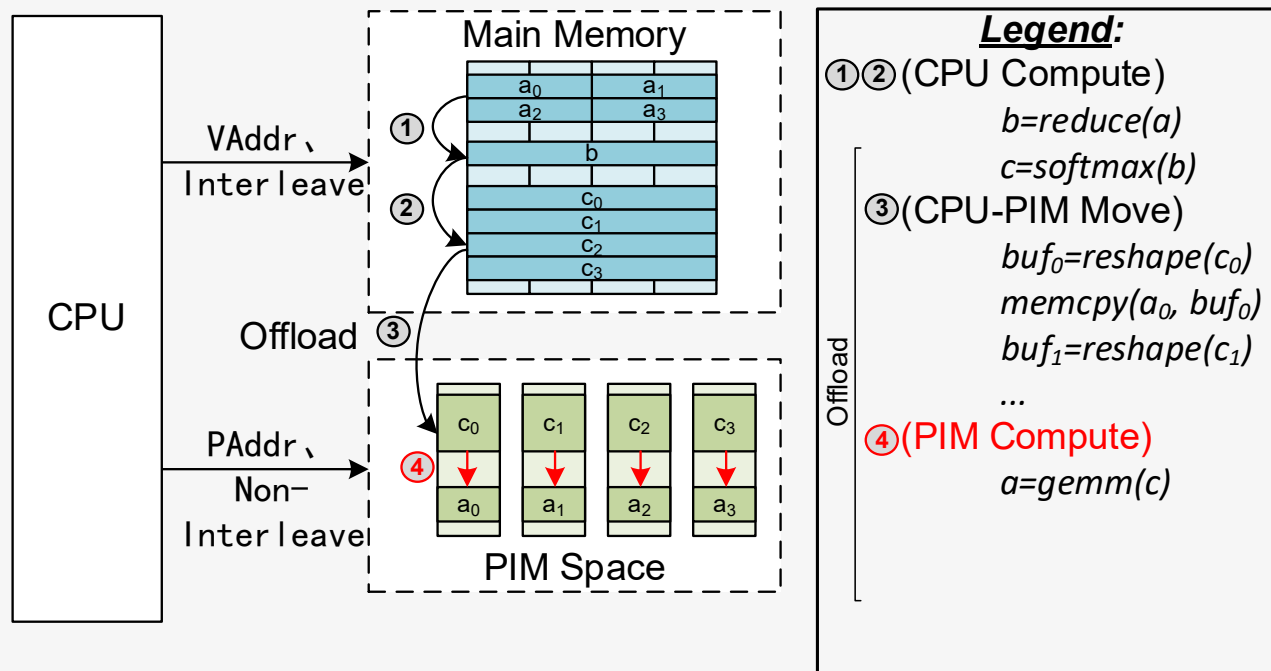 Main Memory
a₀ a₁
a₂ a₃
b
c₀
c₁
c₂
c₃
①
②
VAddr、
Interleave
CPU
Offload ③
PAddr、
Non-
Interleave
c₀ c₁ c₂ c₃
④
a₀ a₁ a₂ a₃
PIM Space
Legend:
①② (CPU Compute)
b=reduce(a)
c=softmax(b)
③(CPU-PIM Move)
buf₀=reshape(c₀)
memcpy(a₀, buf₀)
buf₁=reshape(c₁)
...
④(PIM Compute)
a=gemm(c)
Offload